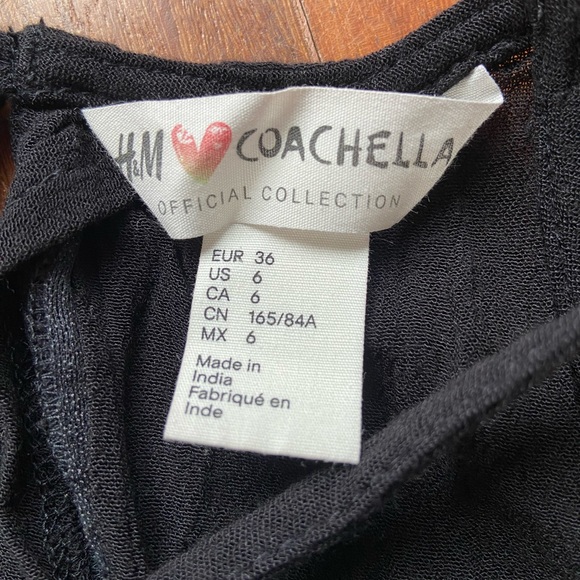 H&M COACHELLA
OFFICIAL COLLECTION
EUR 36
US 6
CA 6
CN 165/84A
MX 6
Made in
India
Fabriqué en
Inde